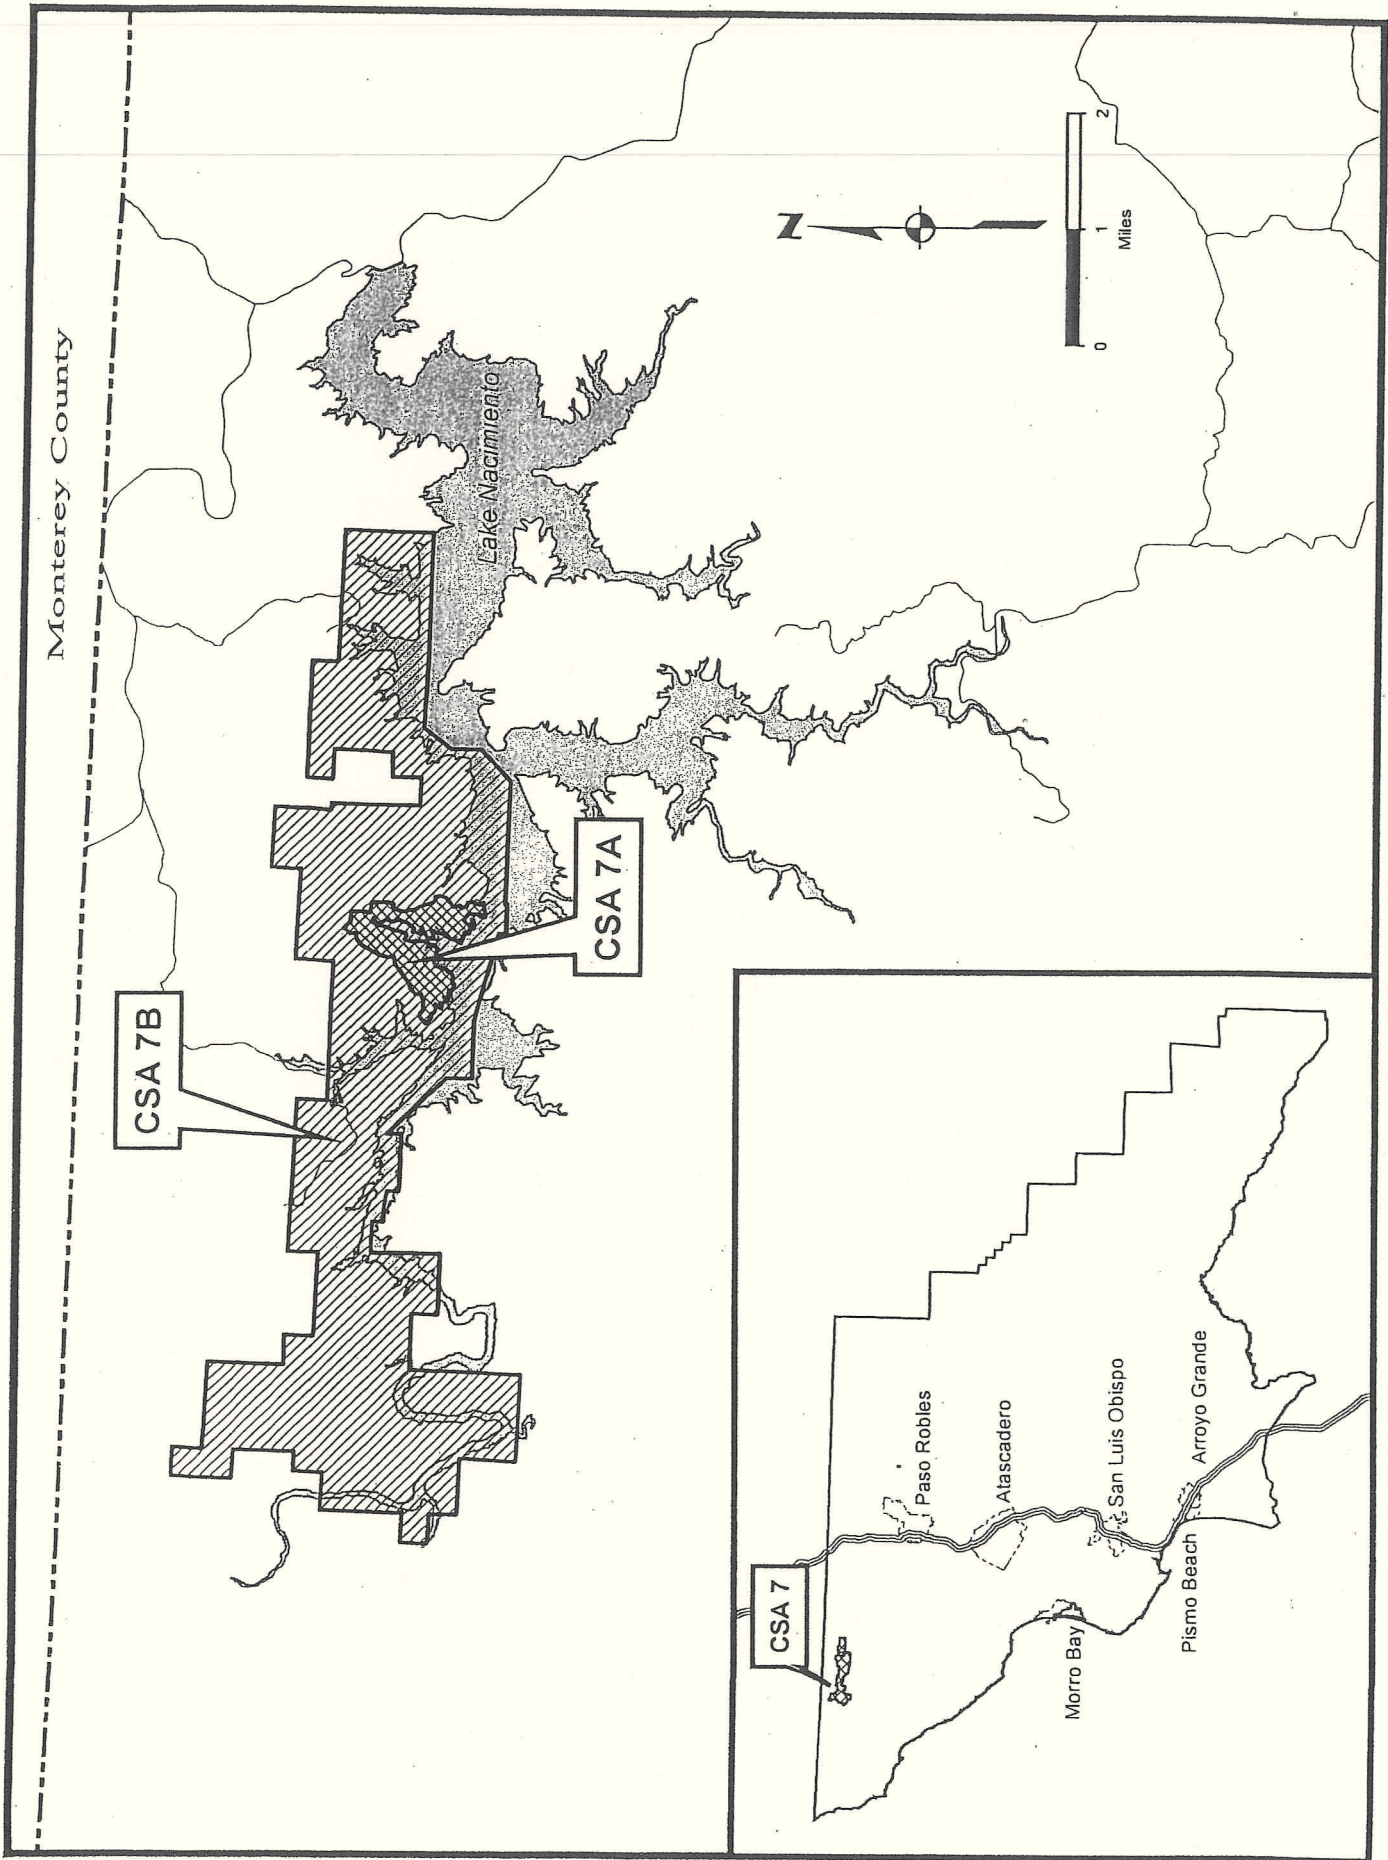 Monterey County
Lake Nacimiento
CSA 7B
CSA 7A
N
0 1 2
Miles
CSA 7
Paso Robles
Atascadero
Morro Bay
San Luis Obispo
Pismo Beach
Arroyo Grande